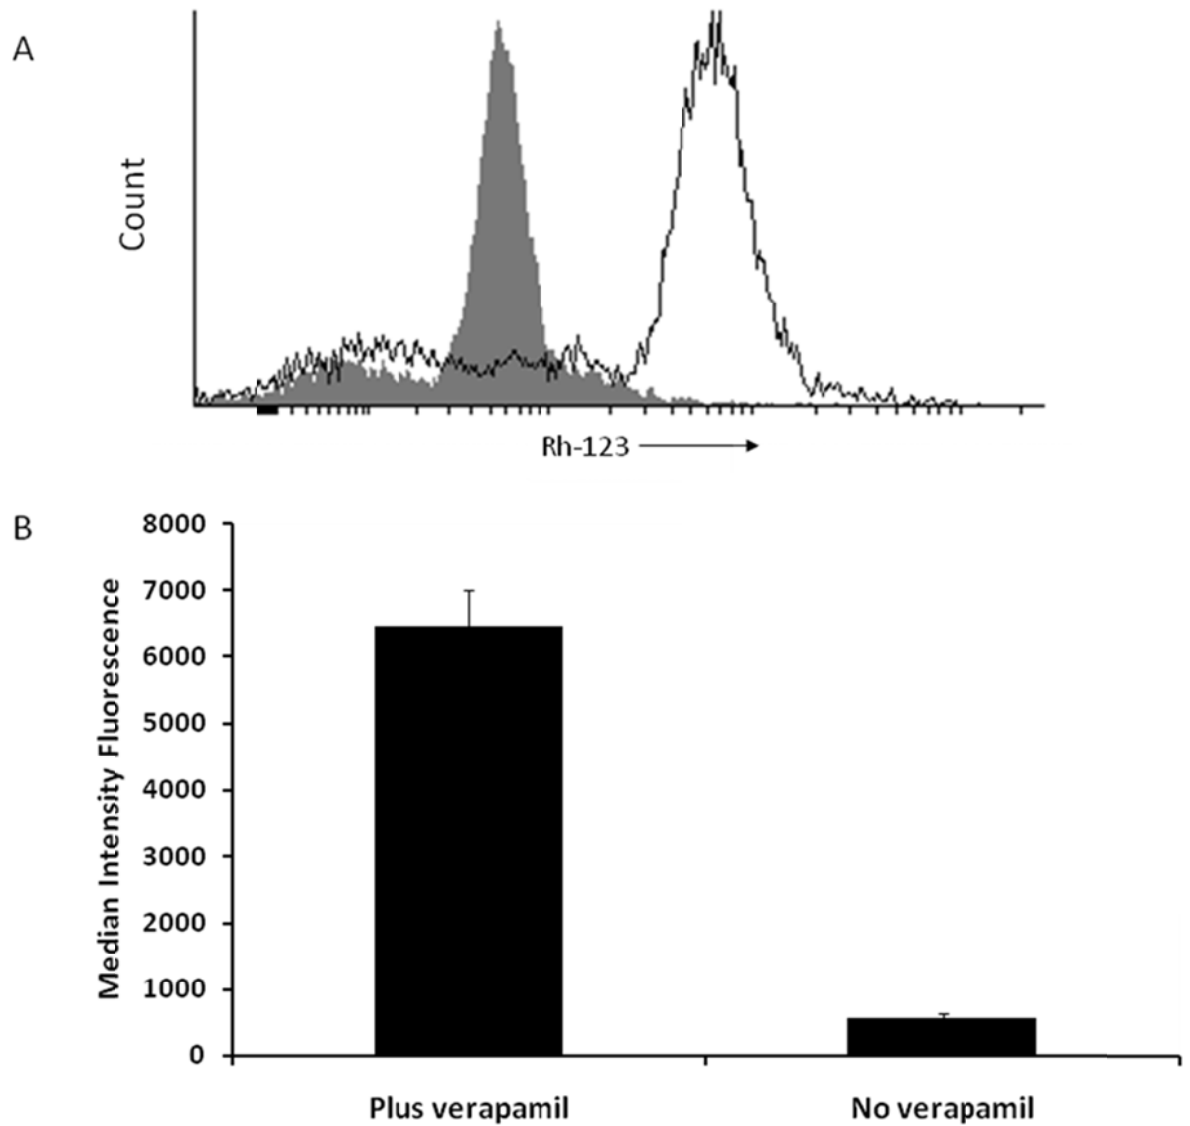 A
Count
Rh-123
B
Median Intensity Fluorescence
8000
7000
6000
5000
4000
3000
2000
1000
0
Plus verapamil
No verapamil